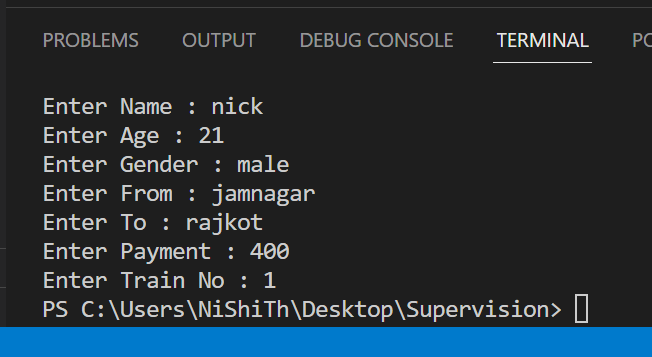 PROBLEMS OUTPUT DEBUG CONSOLE TERMINAL
Enter Name : nick
Enter Age : 21
Enter Gender : male
Enter From : jamnagar
Enter To : rajkot
Enter Payment : 400
Enter Train No : 1
PS C:\Users\NiShiTh\Desktop\Supervision>